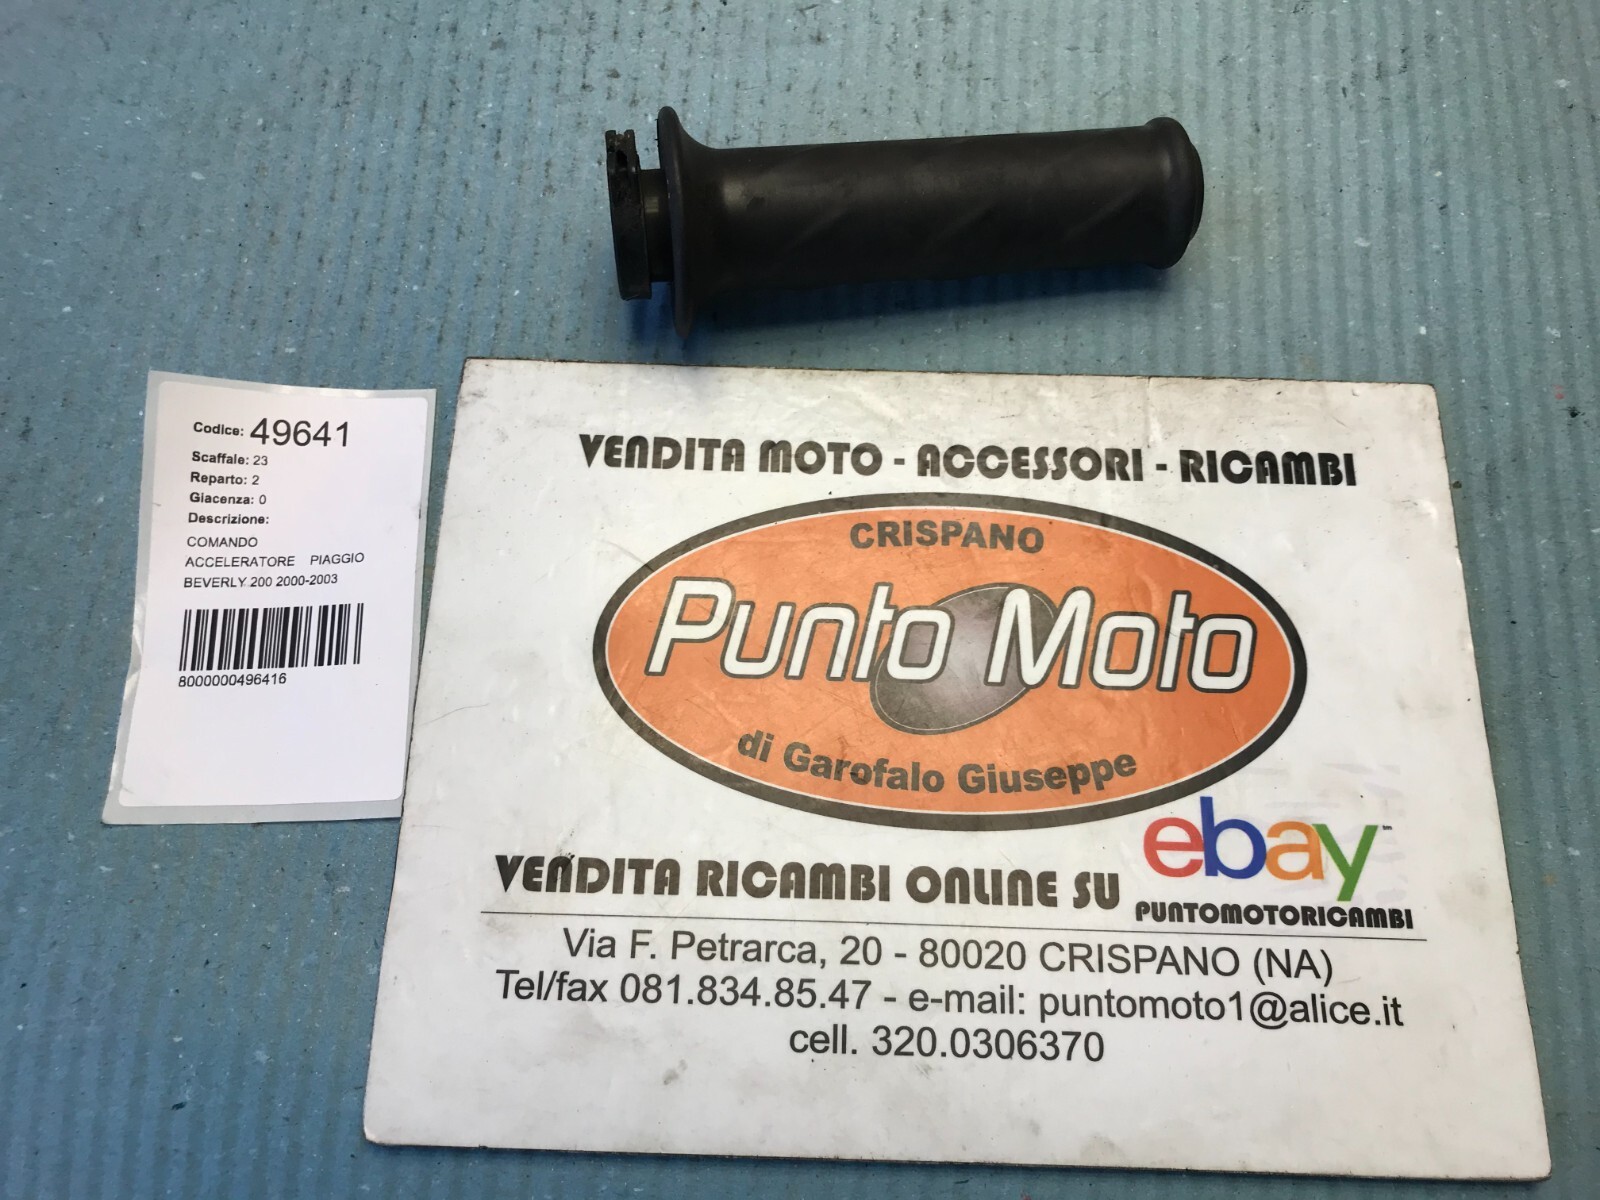 Codice: 49641
Scaffale: 23
Reparto: 2
Giacenza: 0
Descrizione:
COMANDO
ACCELERATORE PIAGGIO
BEVERLY 200 2000-2003
8000000496416
VENDITA MOTO - ACCESSORI - RICAMBI
CRISPANO
Punto Moto
di Garofalo Giuseppe
ebay™
VENDITA RICAMBI ONLINE SU
PUNTOMOTORICAMBI
Via F. Petrarca, 20 - 80020 CRISPANO (NA)
Tel/fax 081.834.85.47 - e-mail: puntomoto1@alice.it
cell. 320.0306370